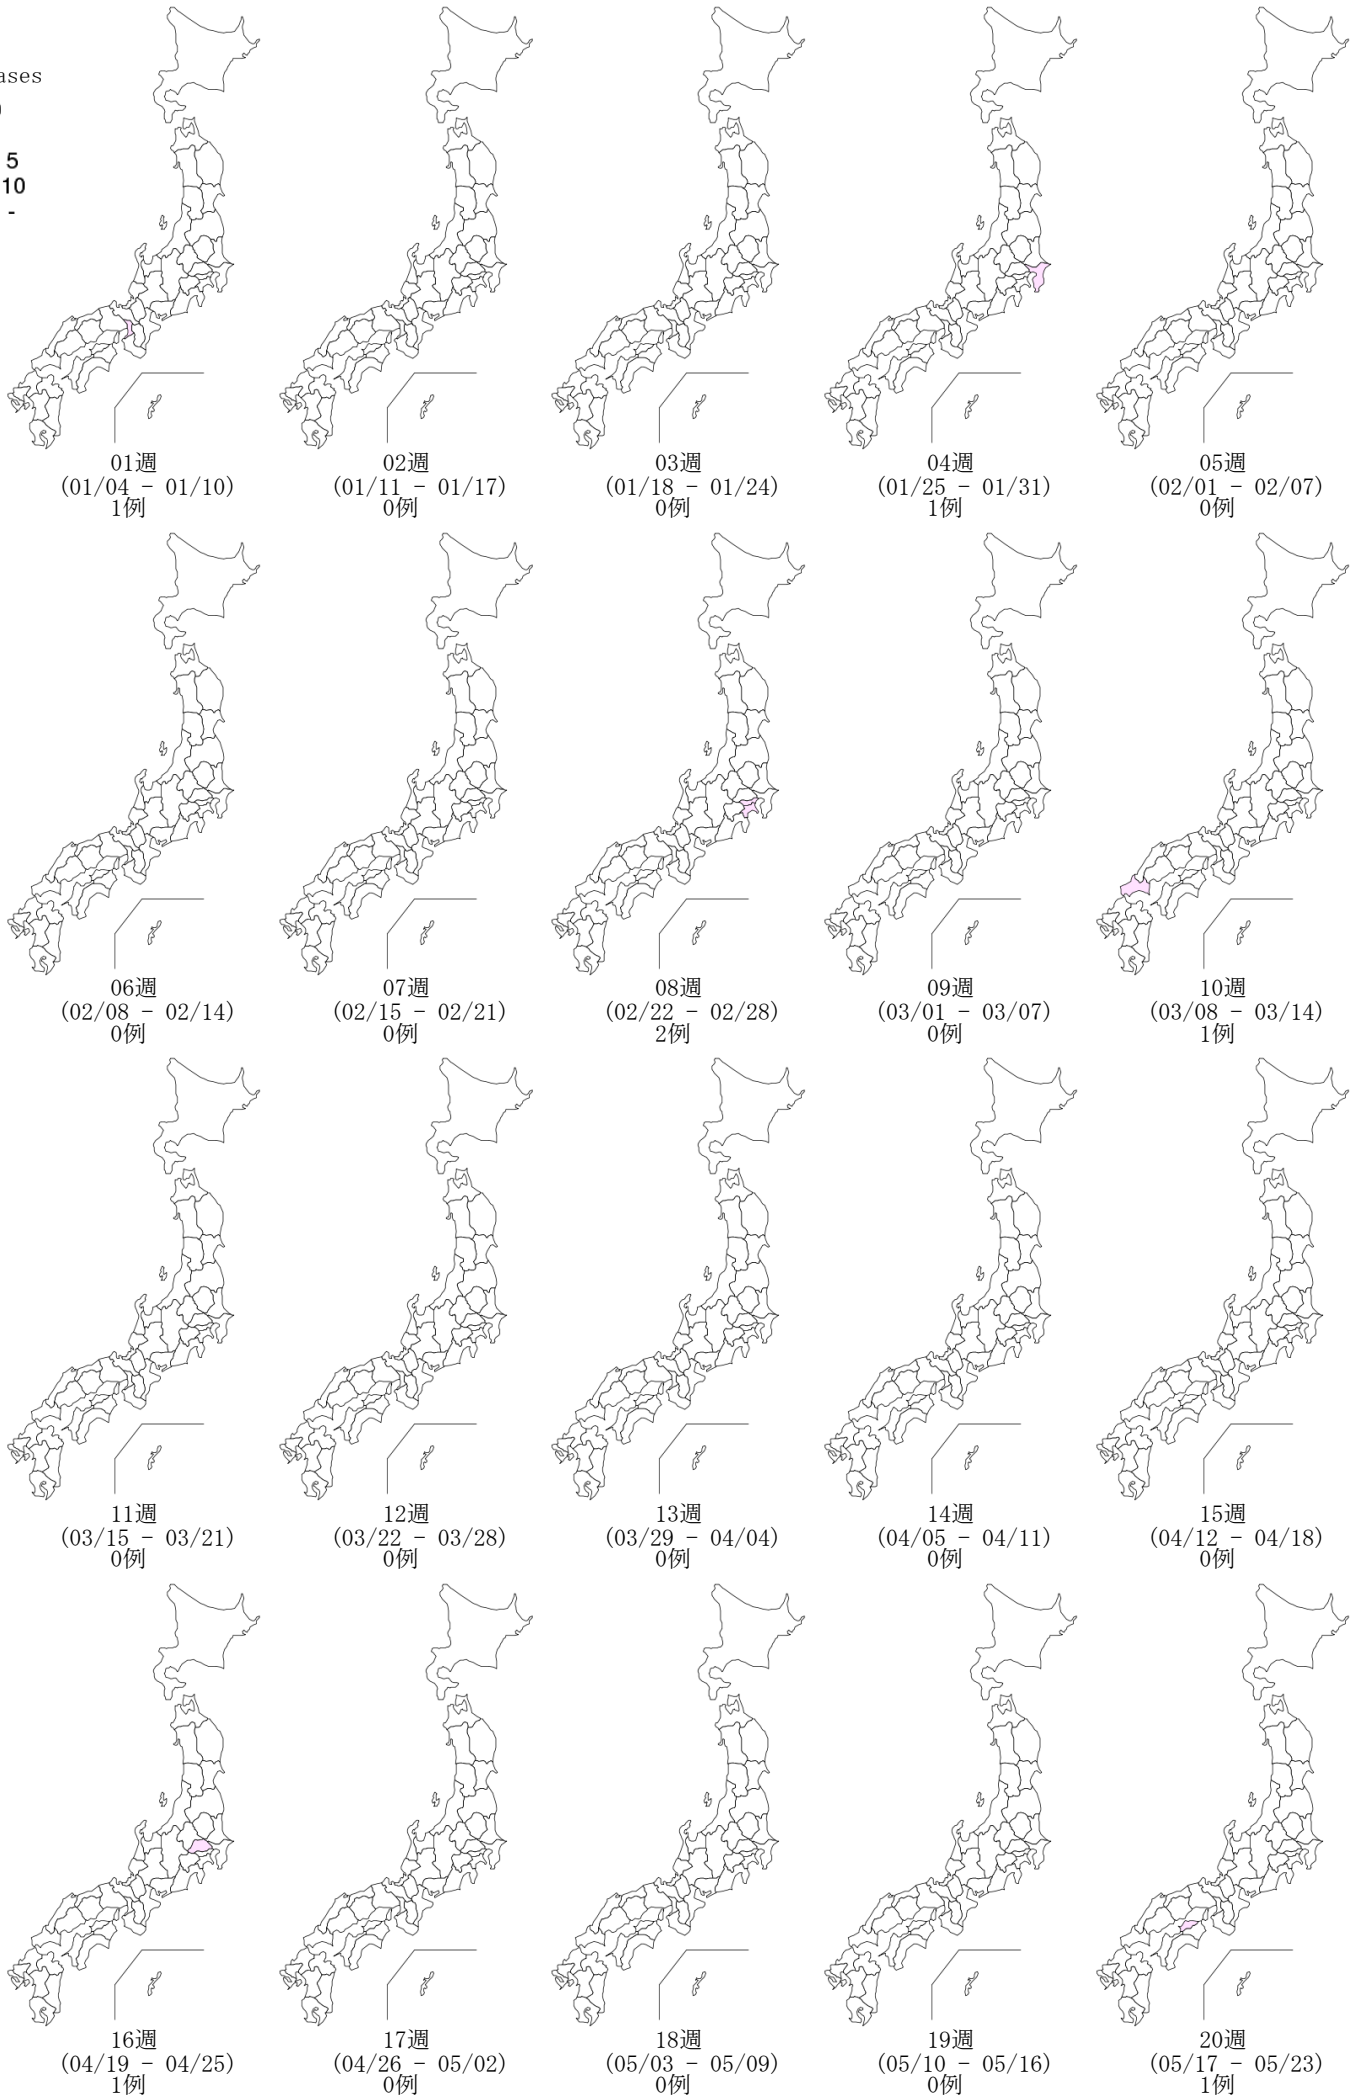 ases
5
10
-
01週
(01/04 - 01/10)
1例
02週
(01/11 - 01/17)
0例
03週
(01/18 - 01/24)
0例
04週
(01/25 - 01/31)
1例
05週
(02/01 - 02/07)
0例
06週
(02/08 - 02/14)
0例
07週
(02/15 - 02/21)
0例
08週
(02/22 - 02/28)
2例
09週
(03/01 - 03/07)
0例
10週
(03/08 - 03/14)
1例
11週
(03/15 - 03/21)
0例
12週
(03/22 - 03/28)
0例
13週
(03/29 - 04/04)
0例
14週
(04/05 - 04/11)
0例
15週
(04/12 - 04/18)
0例
16週
(04/19 - 04/25)
1例
17週
(04/26 - 05/02)
0例
18週
(05/03 - 05/09)
0例
19週
(05/10 - 05/16)
0例
20週
(05/17 - 05/23)
1例